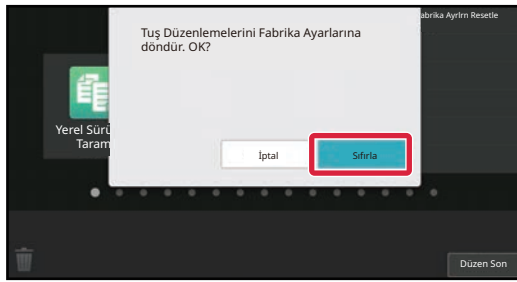 abrika Ayrlrn Resetle
Tuş Düzenlemelerini Fabrika Ayarlarına
döndür. OK?
Yerel Sürü
Taram
İptal
Sıfırla
Düzen Son